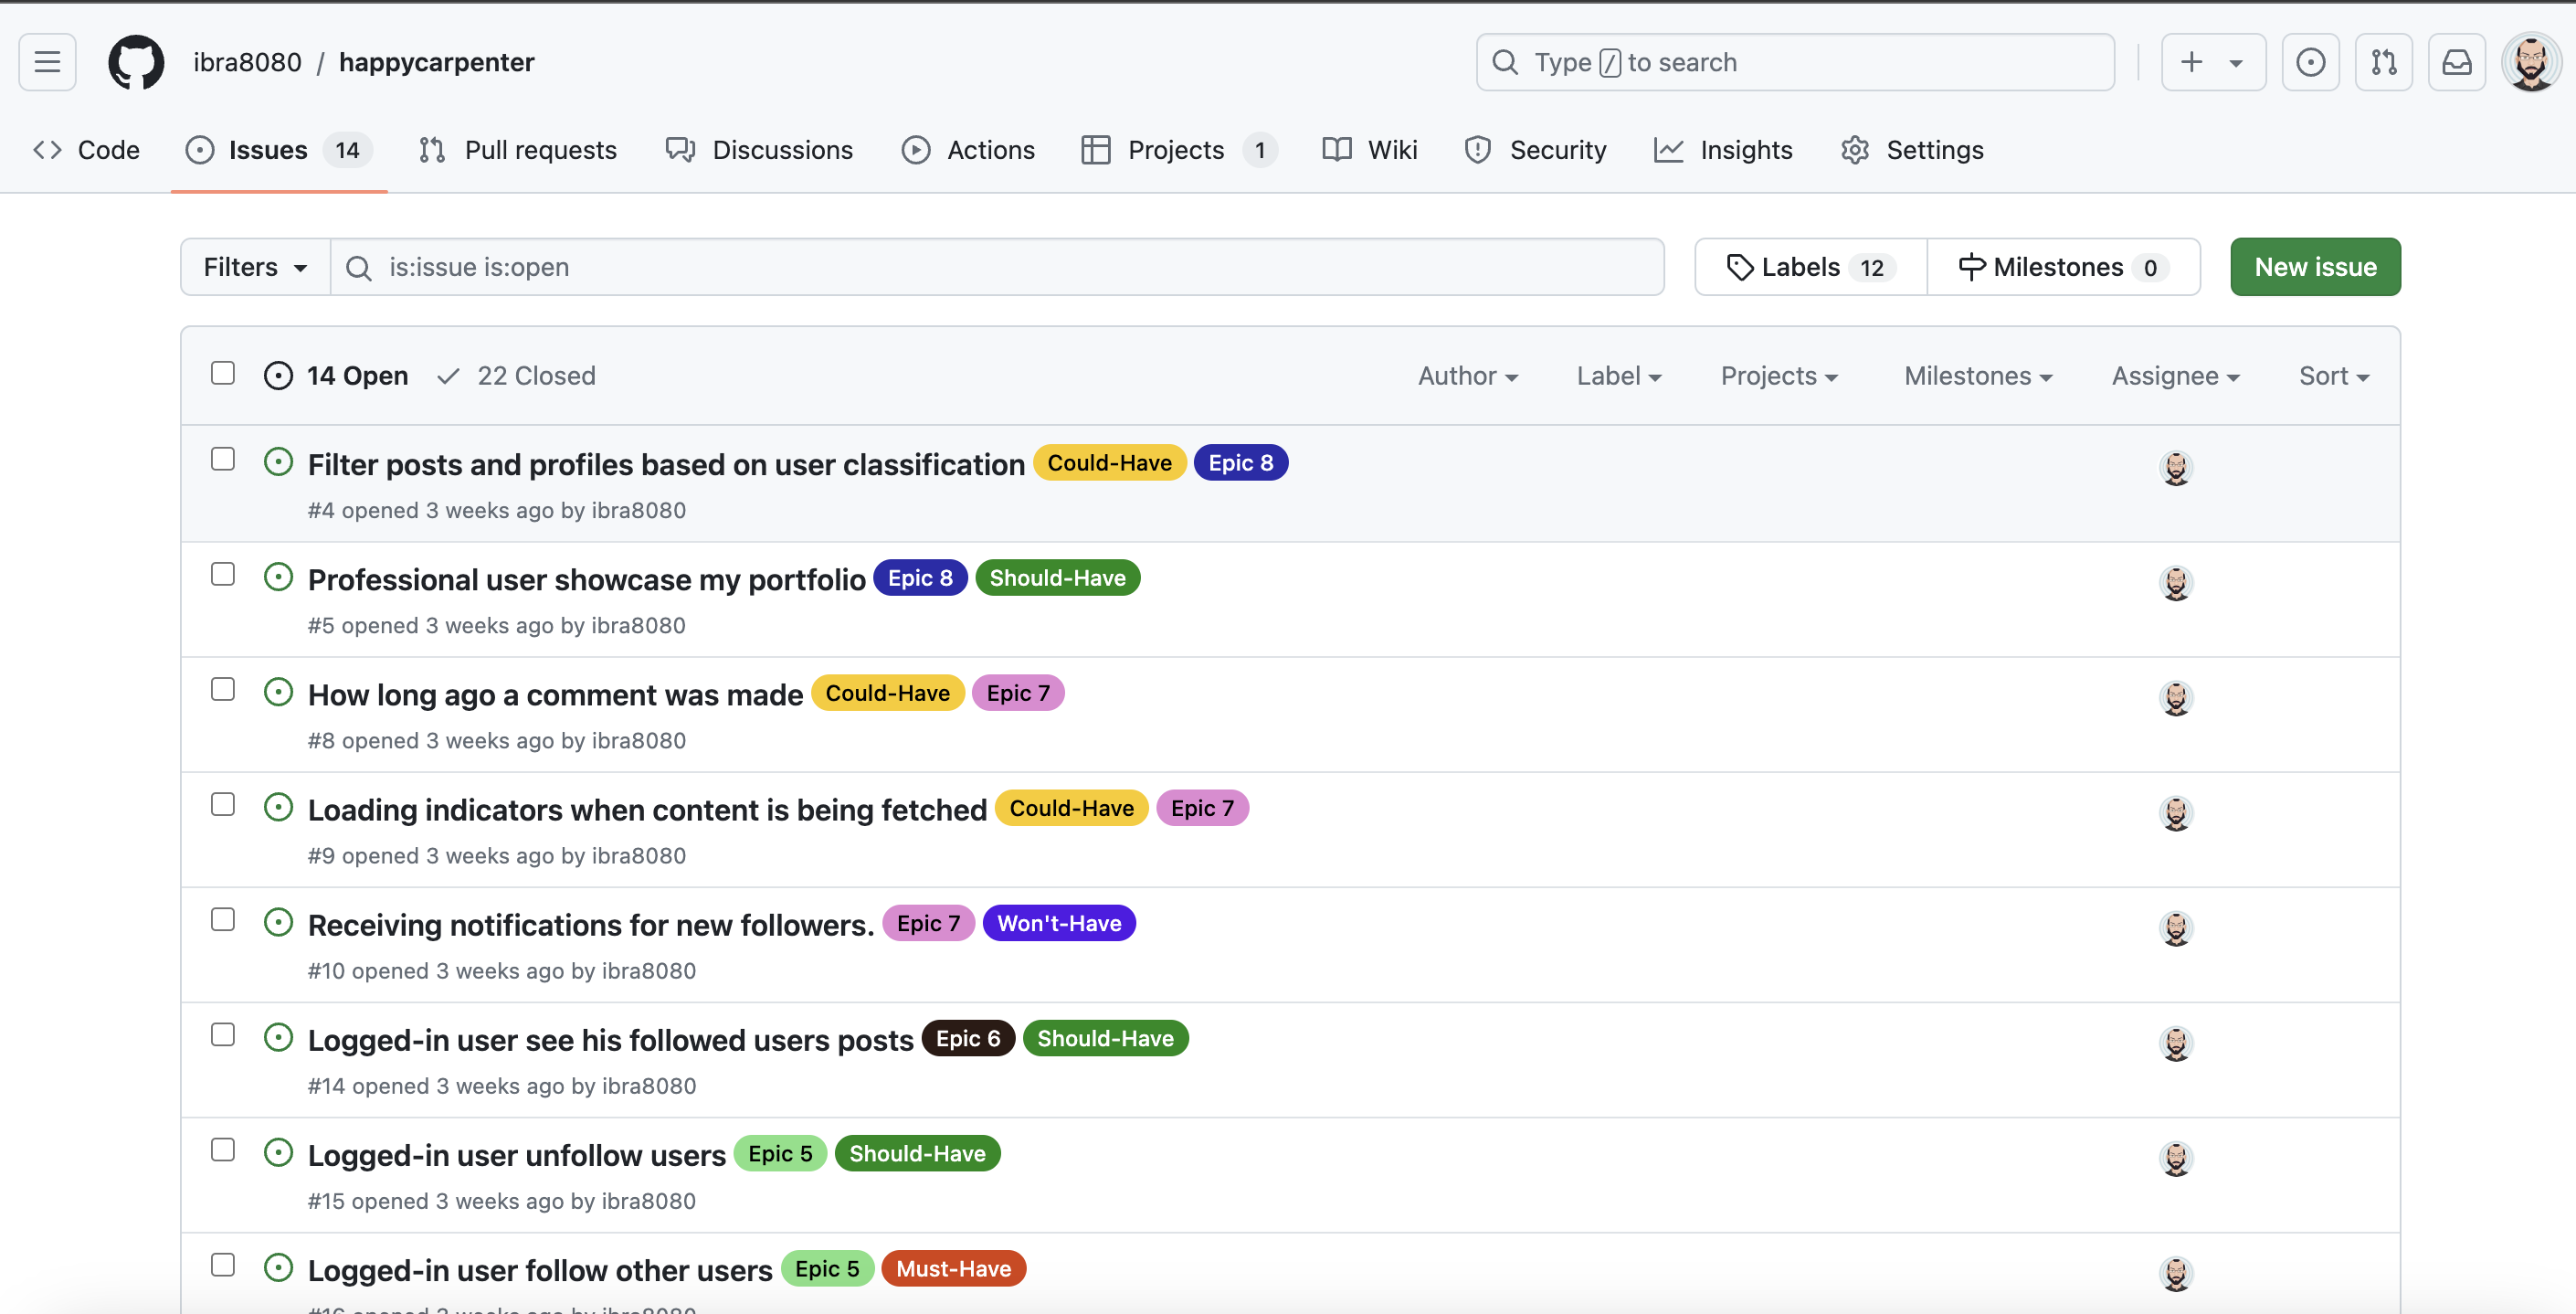 ibra8080 / happycarpenter
Type / to search
Code Issues 14 Pull requests Discussions Actions Projects 1 Wiki Security Insights Settings
Filters is:issue is:open Labels 12 Milestones 0 New issue
14 Open 22 Closed Author Label Projects Milestones Assignee Sort
Filter posts and profiles based on user classification Could-Have Epic 8
#4 opened 3 weeks ago by ibra8080
Professional user showcase my portfolio Epic 8 Should-Have
#5 opened 3 weeks ago by ibra8080
How long ago a comment was made Could-Have Epic 7
#8 opened 3 weeks ago by ibra8080
Loading indicators when content is being fetched Could-Have Epic 7
#9 opened 3 weeks ago by ibra8080
Receiving notifications for new followers. Epic 7 Won't-Have
#10 opened 3 weeks ago by ibra8080
Logged-in user see his followed users posts Epic 6 Should-Have
#14 opened 3 weeks ago by ibra8080
Logged-in user unfollow users Epic 5 Should-Have
#15 opened 3 weeks ago by ibra8080
Logged-in user follow other users Epic 5 Must-Have
#16 opened 3 weeks ago by ibra8080